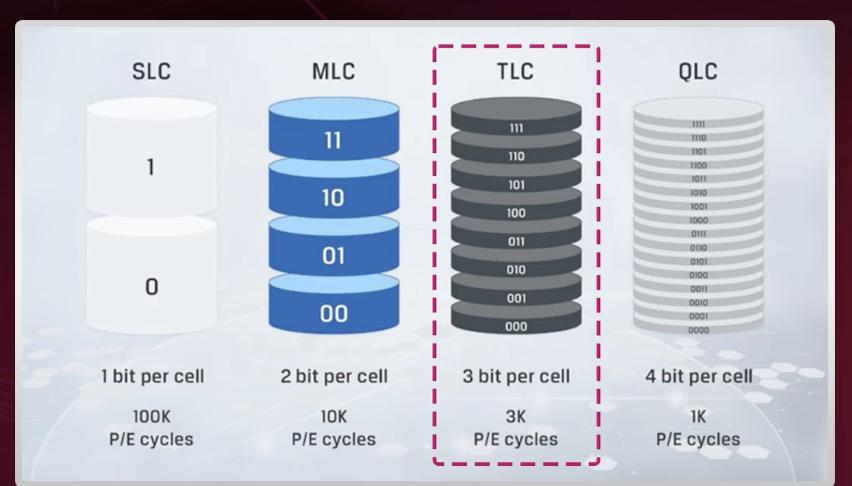 SLC
1
0
1 bit per cell
100K
P/E cycles
MLC
11
10
01
00
2 bit per cell
10K
P/E cycles
TLC
111
110
101
100
011
010
001
000
3 bit per cell
3K
P/E cycles
QLC
1111
1110
1101
1100
1011
1010
1001
1000
0111
0110
0101
0100
0011
0010
0001
0000
4 bit per cell
1K
P/E cycles